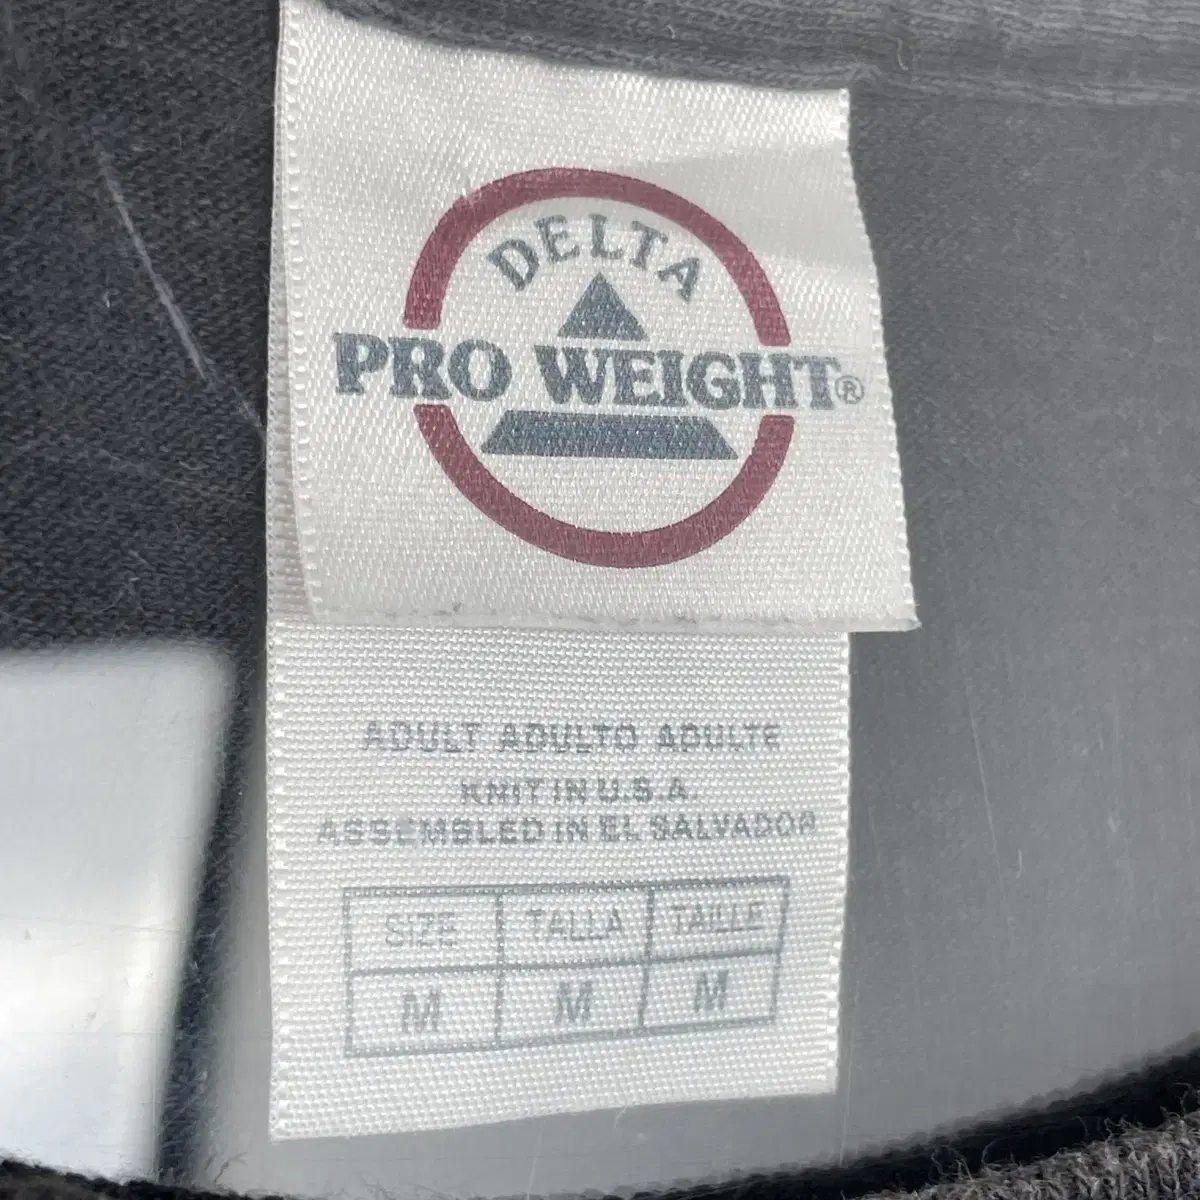 DELTA
PRO WEIGHT®
ADULT ADULTO ADULTE
KNIT IN U.S.A.
ASSEMBLED IN EL SALVADOR
SIZE TALLA TAILLE
M M M